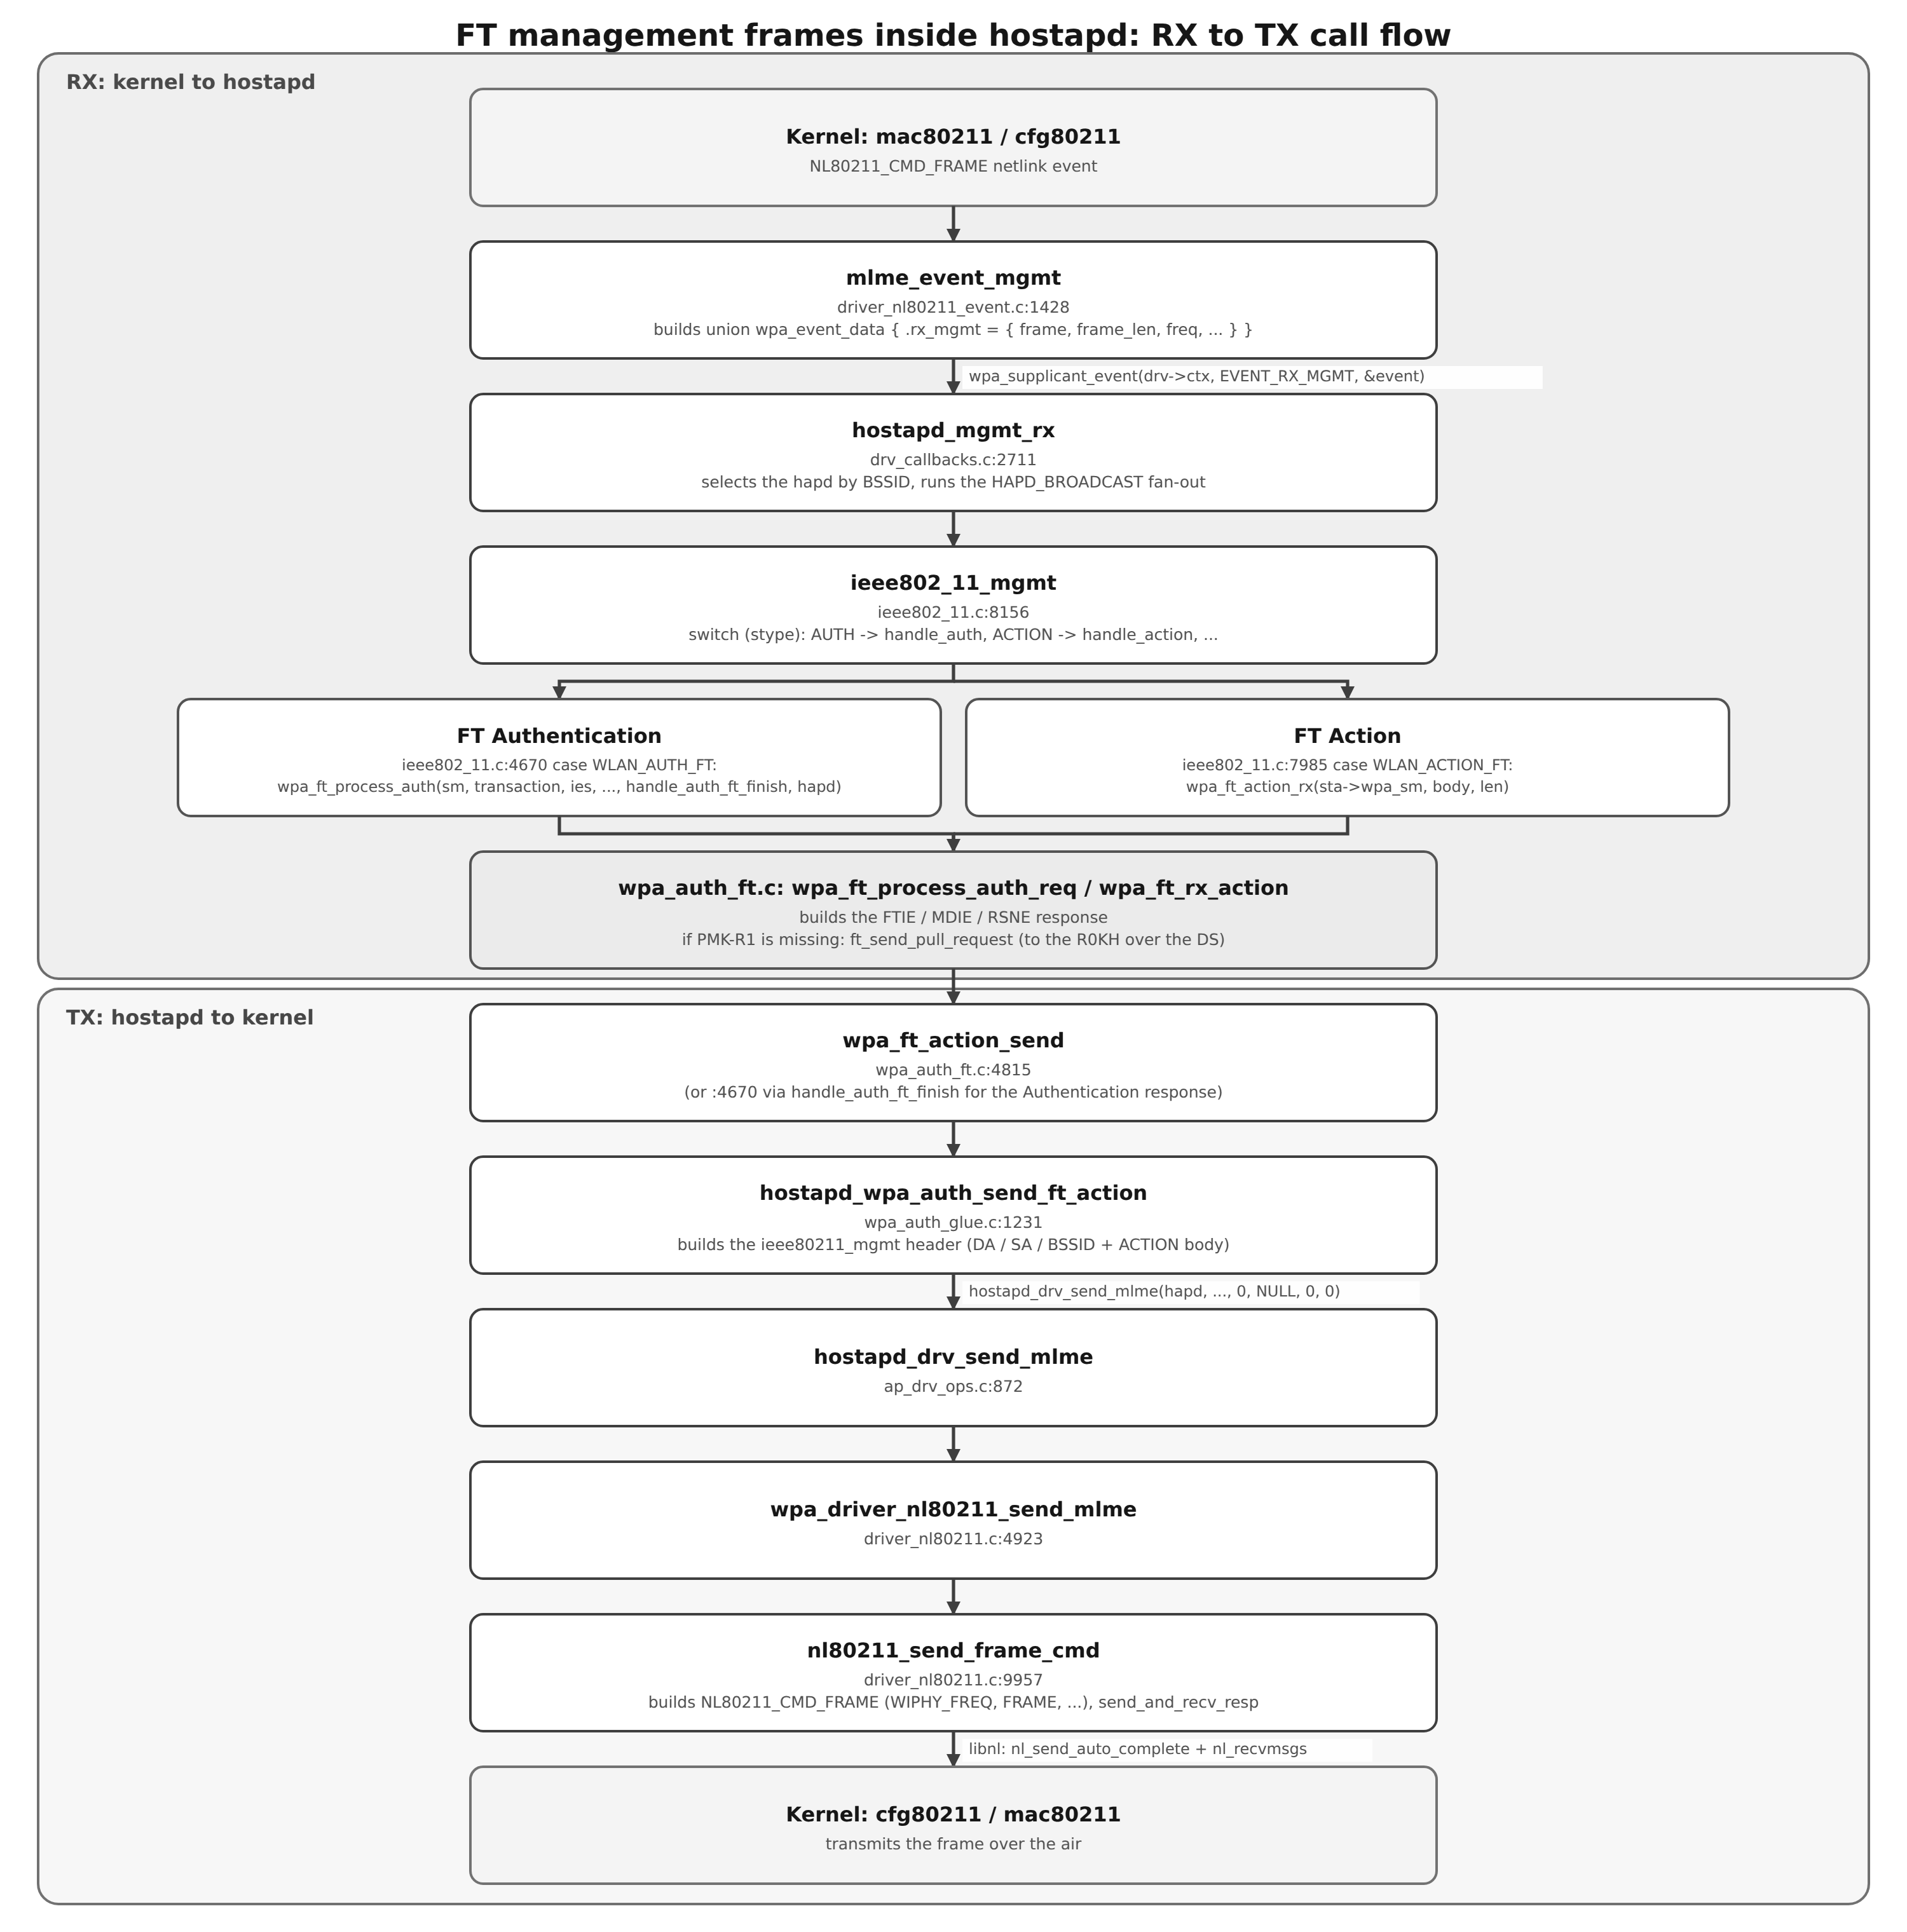 FT management frames inside hostapd: RX to TX call flow
RX: kernel to hostapd
Kernel: mac80211 / cfg80211
NL80211_CMD_FRAME netlink event
mlme_event_mgmt
driver_nl80211_event.c:1428
builds union wpa_event_data { .rx_mgmt = { frame, frame_len, freq, ... } }
wpa_supplicant_event(drv->ctx, EVENT_RX_MGMT, &event)
hostapd_mgmt_rx
drv_callbacks.c:2711
selects the hapd by BSSID, runs the HAPD_BROADCAST fan-out
ieee802_11_mgmt
ieee802_11.c:8156
switch (stype): AUTH -> handle_auth, ACTION -> handle_action, ...
FT Authentication
ieee802_11.c:4670 case WLAN_AUTH_FT:
wpa_ft_process_auth(sm, transaction, ies, ..., handle_auth_ft_finish, hapd)
FT Action
ieee802_11.c:7985 case WLAN_ACTION_FT:
wpa_ft_action_rx(sta->wpa_sm, body, len)
wpa_auth_ft.c: wpa_ft_process_auth_req / wpa_ft_rx_action
builds the FTIE / MDIE / RSNE response
if PMK-R1 is missing: ft_send_pull_request (to the R0KH over the DS)
TX: hostapd to kernel
wpa_ft_action_send
wpa_auth_ft.c:4815
(or :4670 via handle_auth_ft_finish for the Authentication response)
hostapd_wpa_auth_send_ft_action
wpa_auth_glue.c:1231
builds the ieee80211_mgmt header (DA / SA / BSSID + ACTION body)
hostapd_drv_send_mlme(hapd, ..., 0, NULL, 0, 0)
hostapd_drv_send_mlme
ap_drv_ops.c:872
wpa_driver_nl80211_send_mlme
driver_nl80211.c:4923
nl80211_send_frame_cmd
driver_nl80211.c:9957
builds NL80211_CMD_FRAME (WIPHY_FREQ, FRAME, ...), send_and_recv_resp
libnl: nl_send_auto_complete + nl_recvmsgs
Kernel: cfg80211 / mac80211
transmits the frame over the air